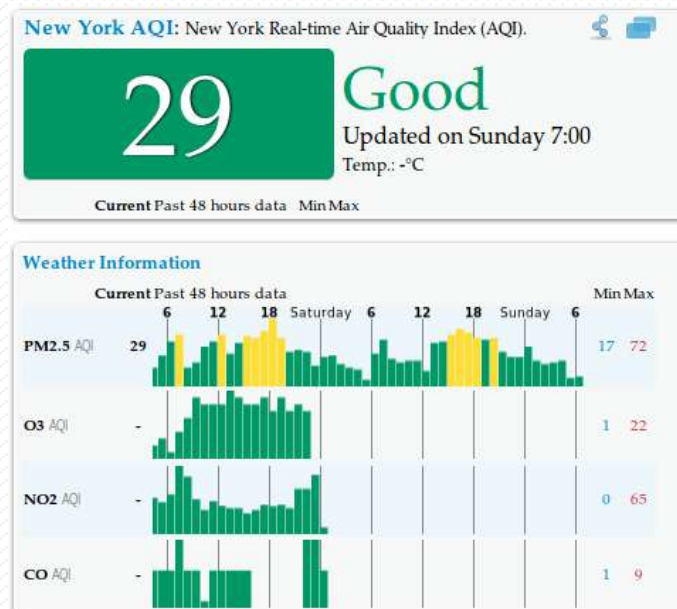 New York AQI: New York Real-time Air Quality Index (AQI).
29
Good
Updated on Sunday 7:00
Temp.: -°C
Current Past 48 hours data Min Max
Weather Information
Current Past 48 hours data Min Max
6 12 18 Saturday 6 12 18 Sunday 6
PM2.5 AQI 29 17 72
O3 AQI - 1 22
NO2 AQI - 0 65
CO AQI - 1 9